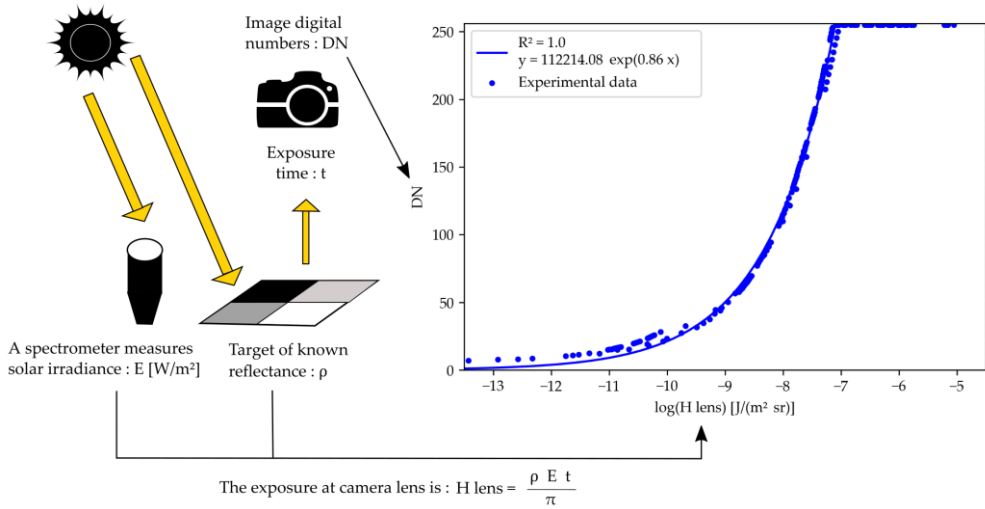 Image digital
numbers : DN
Exposure
time : t
A spectrometer measures
solar irradiance : E [W/m²]
Target of known
reflectance : ρ
R² = 1.0
y = 112214.08 exp(0.86 x)
Experimental data
DN
250
200
150
100
50
0
−13 −12 −11 −10 −9 −8 −7 −6 −5
log(H lens) [J/(m² sr)]
The exposure at camera lens is : H lens = ρ E t
π